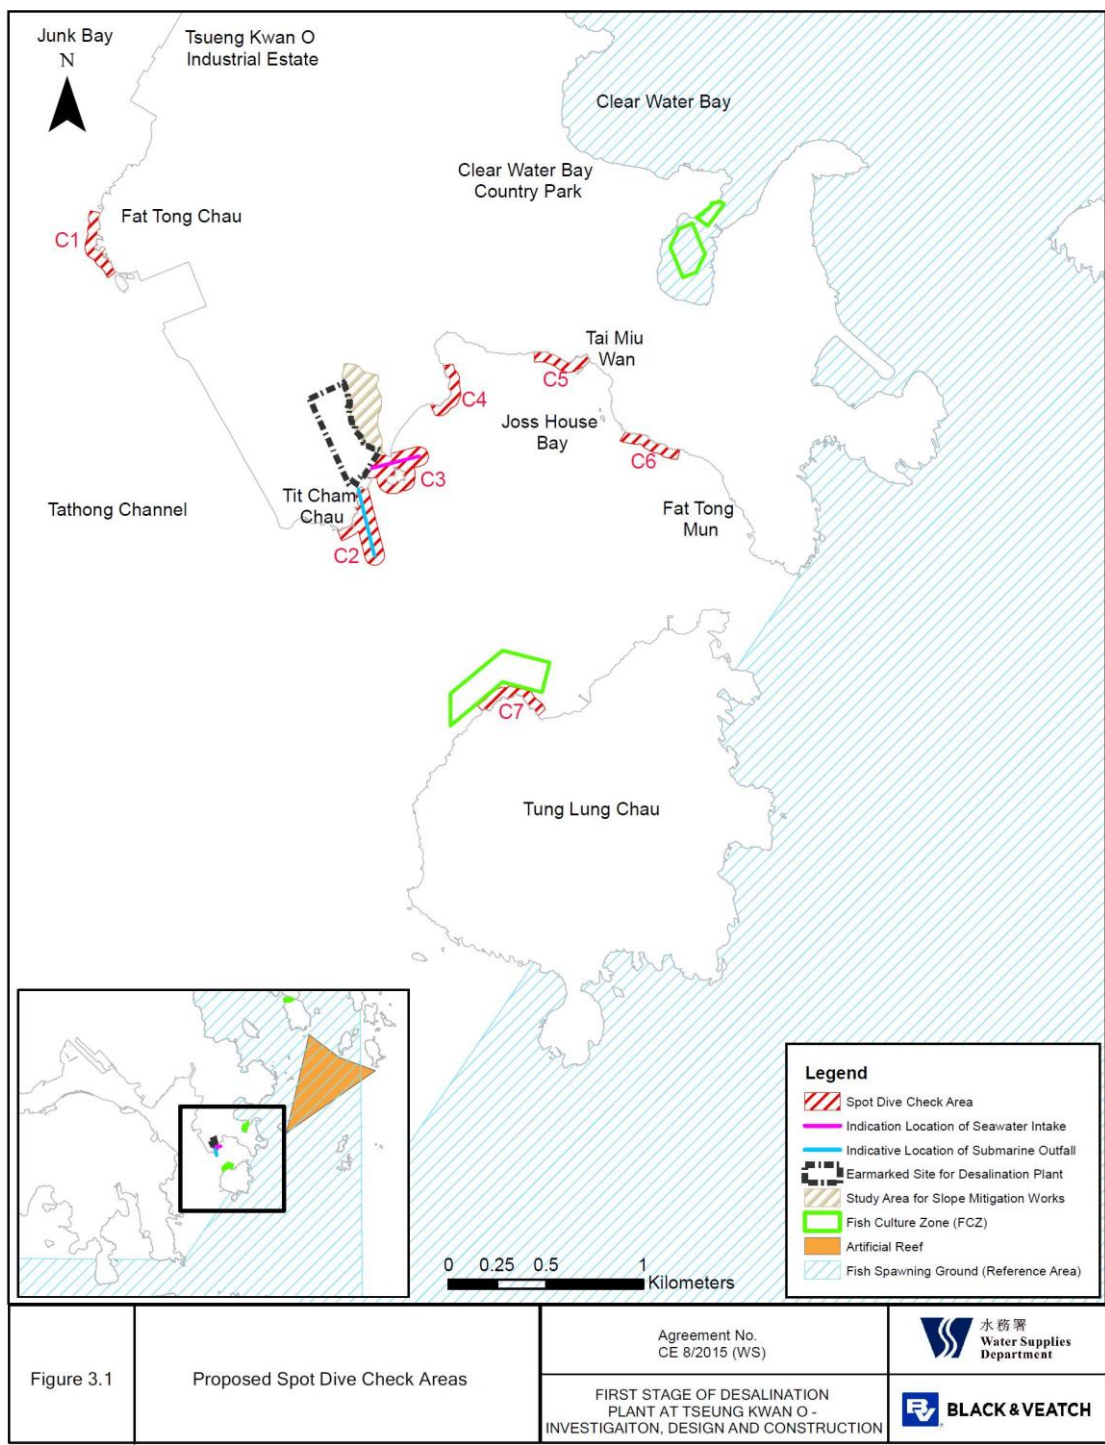 Junk Bay
N
Tsueng Kwan O
Industrial Estate
Clear Water Bay
Clear Water Bay
Country Park
Fat Tong Chau
C1
Tai Miu
Wan
C5
C4
Joss House
Bay
C6
C3
Tit Cham
Chau
Tathong Channel
C2
Fat Tong
Mun
C7
Tung Lung Chau
Legend
Spot Dive Check Area
Indication Location of Seawater Intake
Indicative Location of Submarine Outfall
Earmarked Site for Desalination Plant
Study Area for Slope Mitigation Works
Fish Culture Zone (FCZ)
Artificial Reef
Fish Spawning Ground (Reference Area)
0 0.25 0.5 1
Kilometers
Figure 3.1
Proposed Spot Dive Check Areas
Agreement No.
CE 8/2015 (WS)
FIRST STAGE OF DESALINATION
PLANT AT TSEUNG KWAN O -
INVESTIGAITON, DESIGN AND CONSTRUCTION
水務署
Water Supplies
Department
BV BLACK & VEATCH